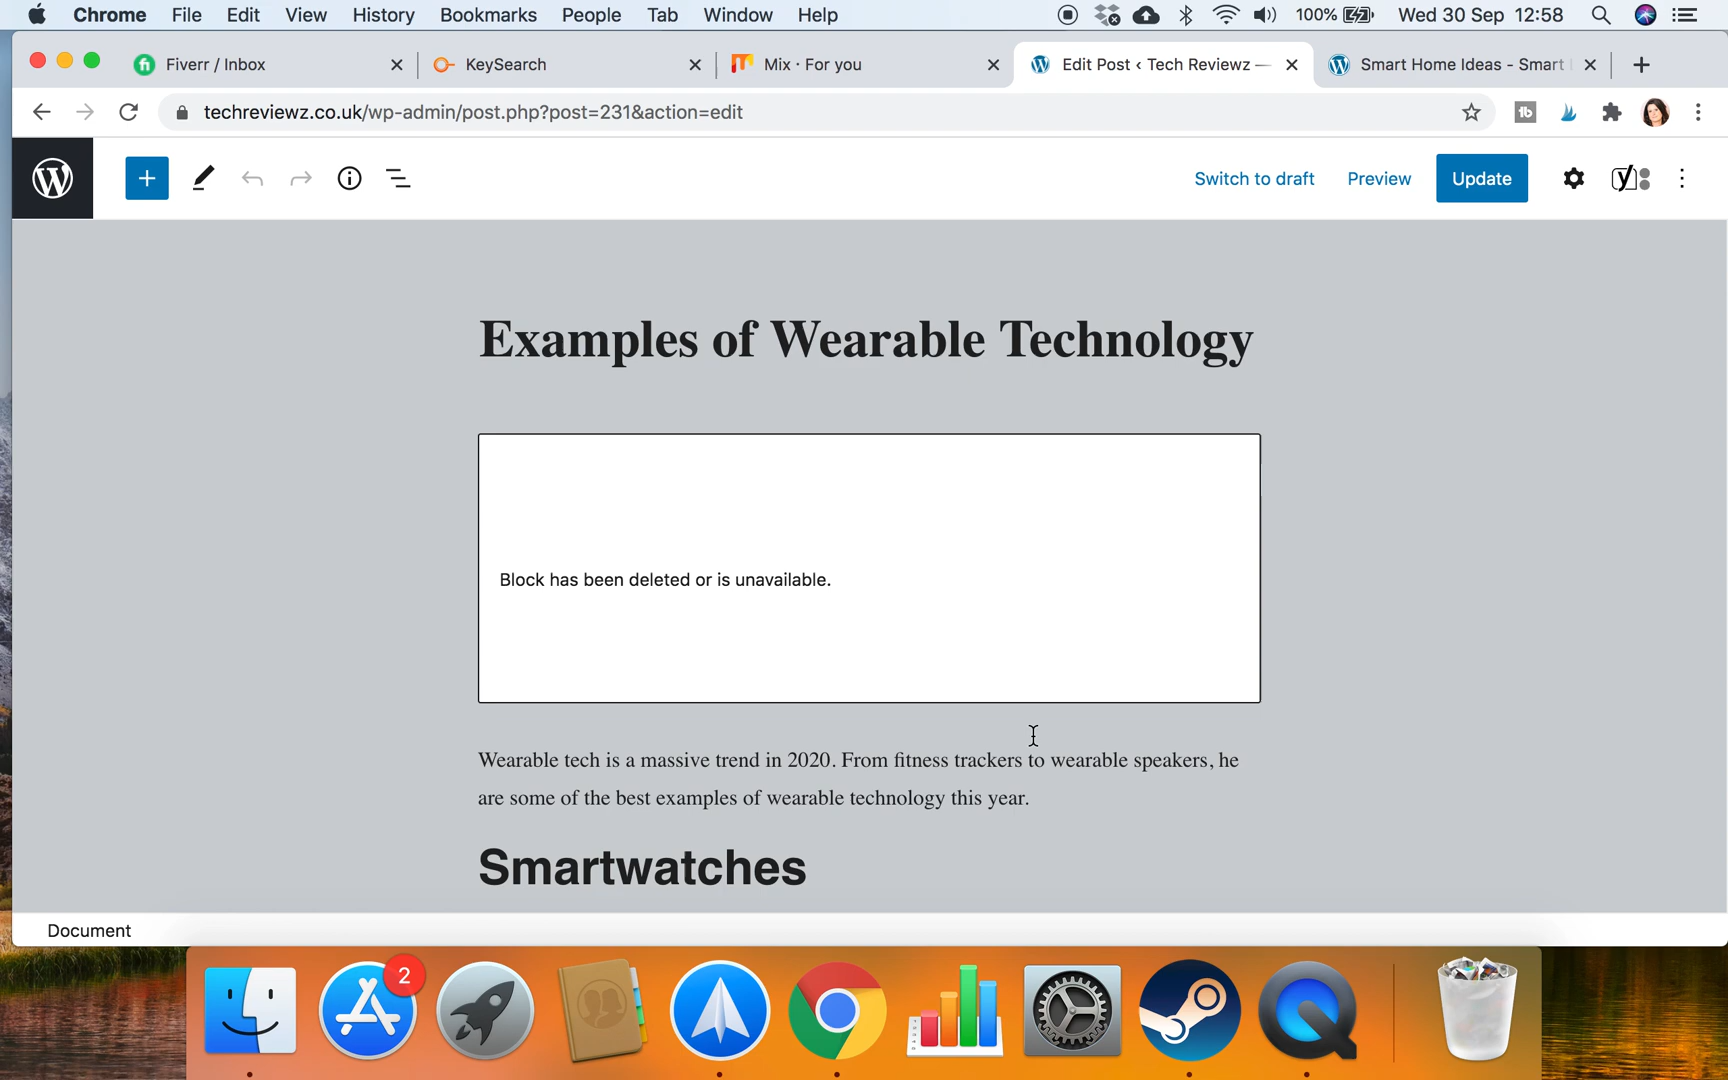 Chrome File Edit View History Bookmarks People Tab Window Help 100% Wed 30 Sep 12:58
Fiverr / Inbox KeySearch Mix · For you Edit Post ‹ Tech Reviewz — Smart Home Ideas - Smart
techreviewz.co.uk/wp-admin/post.php?post=231&action=edit
Switch to draft Preview Update
Examples of Wearable Technology
Block has been deleted or is unavailable.
Wearable tech is a massive trend in 2020. From fitness trackers to wearable speakers, he
are some of the best examples of wearable technology this year.
Smartwatches
Document
2